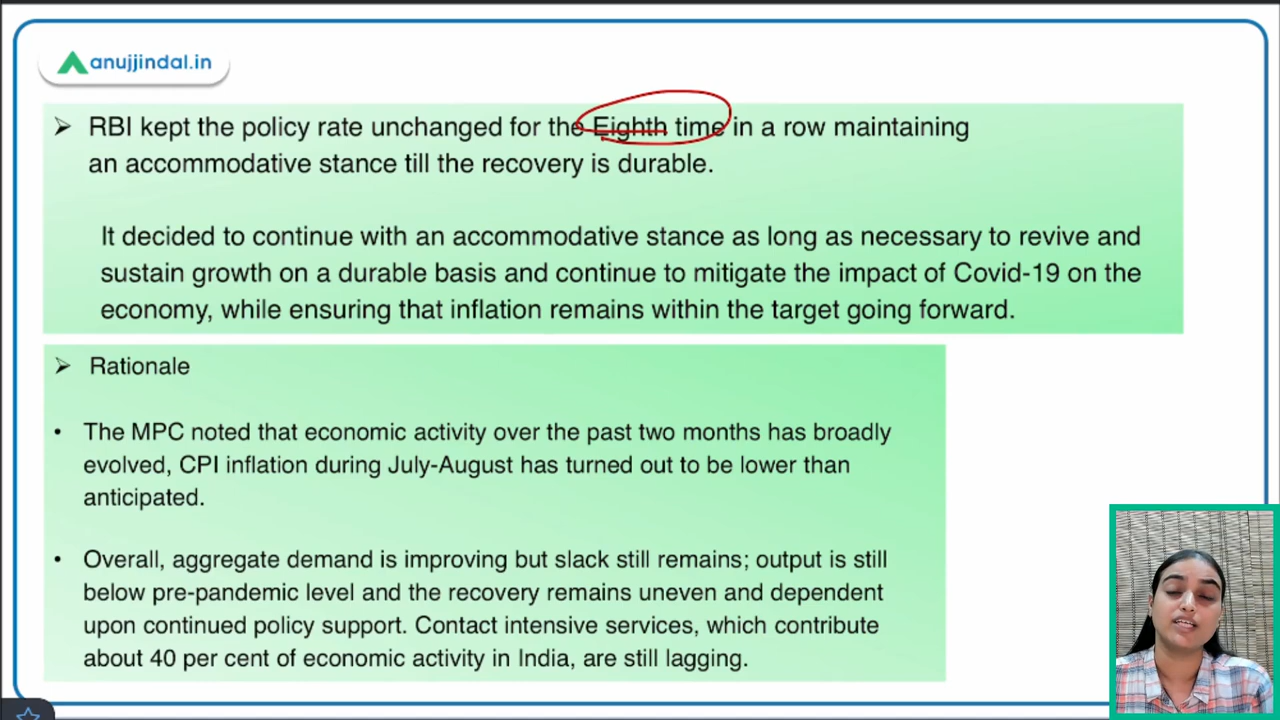 anujjindal.in
➢ RBI kept the policy rate unchanged for the Eighth time in a row maintaining
an accommodative stance till the recovery is durable.
It decided to continue with an accommodative stance as long as necessary to revive and
sustain growth on a durable basis and continue to mitigate the impact of Covid-19 on the
economy, while ensuring that inflation remains within the target going forward.
➢ Rationale
• The MPC noted that economic activity over the past two months has broadly
evolved, CPI inflation during July-August has turned out to be lower than
anticipated.
• Overall, aggregate demand is improving but slack still remains; output is still
below pre-pandemic level and the recovery remains uneven and dependent
upon continued policy support. Contact intensive services, which contribute
about 40 per cent of economic activity in India, are still lagging.